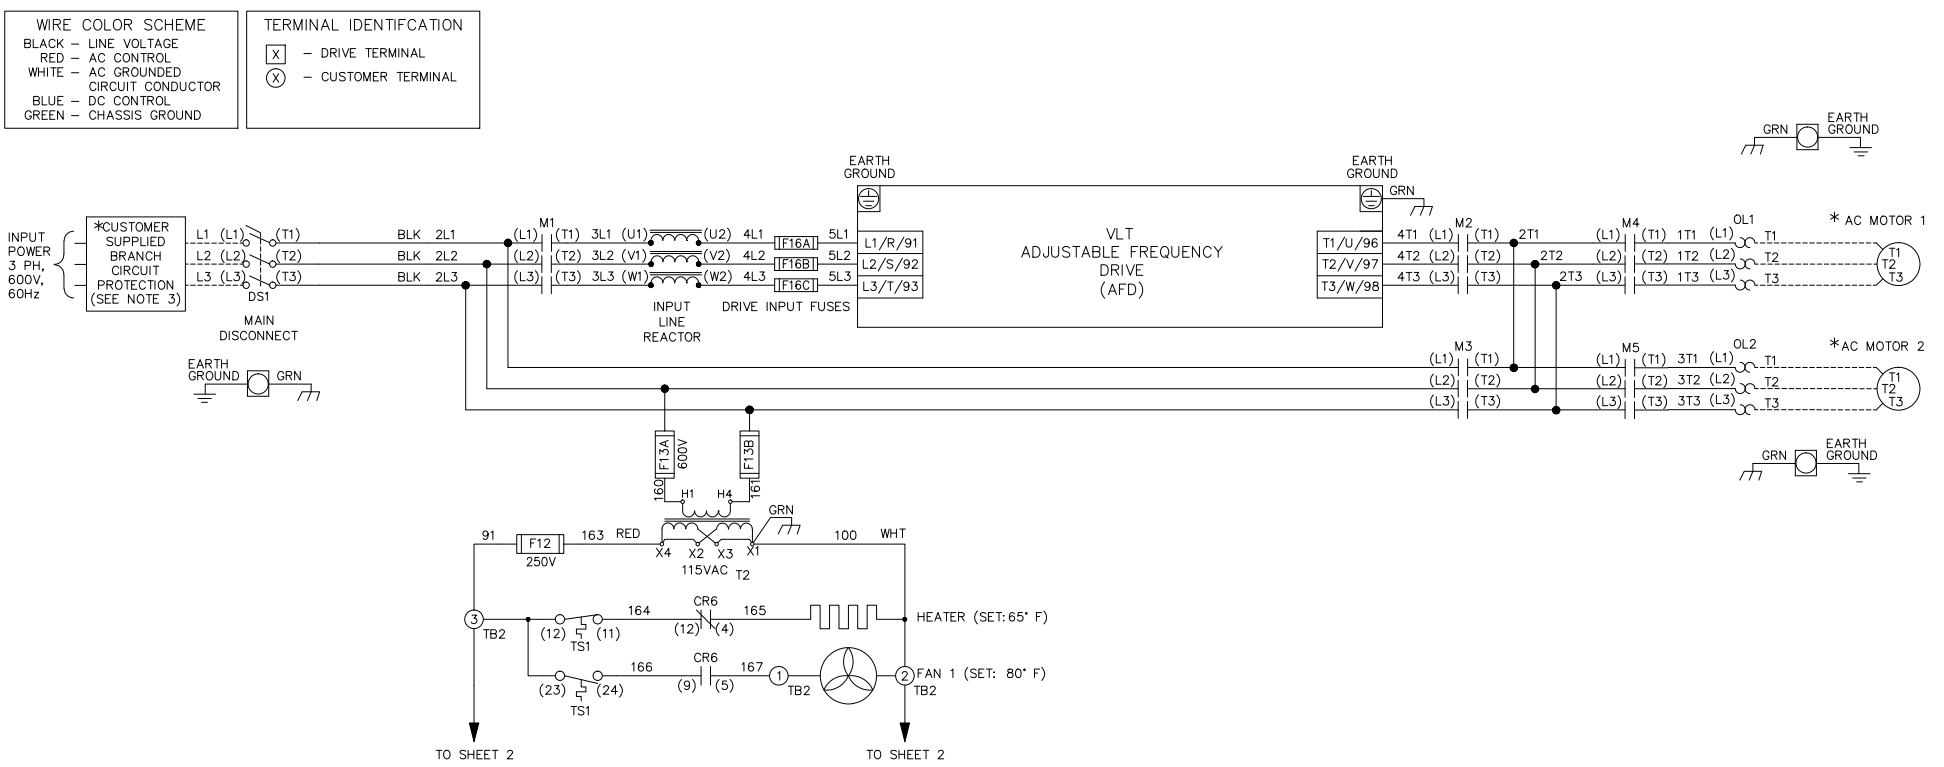 WIRE COLOR SCHEME
BLACK – LINE VOLTAGE
RED – AC CONTROL
WHITE – AC GROUNDED
CIRCUIT CONDUCTOR
BLUE – DC CONTROL
GREEN – CHASSIS GROUND
TERMINAL IDENTIFCATION
X – DRIVE TERMINAL
X – CUSTOMER TERMINAL
GRN
EARTH
GROUND
EARTH
GROUND
EARTH
GROUND
GRN
INPUT
POWER
3 PH,
600V,
60Hz
*CUSTOMER
SUPPLIED
BRANCH
CIRCUIT
PROTECTION
(SEE NOTE 3)
L1 (L1) (T1) BLK 2L1 (L1) M1 (T1) 3L1 (U1) (U2) 4L1 F16A 5L1 L1/R/91
L2 (L2) (T2) BLK 2L2 (L2) (T2) 3L2 (V1) (V2) 4L2 F16B 5L2 L2/S/92
L3 (L3) (T3) BLK 2L3 (L3) (T3) 3L3 (W1) (W2) 4L3 F16C 5L3 L3/T/93
DS1
MAIN
DISCONNECT
INPUT
LINE
REACTOR
DRIVE INPUT FUSES
VLT
ADJUSTABLE FREQUENCY
DRIVE
(AFD)
T1/U/96 4T1 (L1) M2 (T1) 2T1 (L1) M4 (T1) 1T1 (L1) OL1 T1
T2/V/97 4T2 (L2) (T2) 2T2 (L2) (T2) 1T2 (L2) T2
T3/W/98 4T3 (L3) (T3) 2T3 (L3) (T3) 1T3 (L3) T3
* AC MOTOR 1
T1
T2
T3
EARTH
GROUND GRN
M3 M5 OL2
(L1) (T1) (L1) (T1) 3T1 (L1) T1
(L2) (T2) (L2) (T2) 3T2 (L2) T2
(L3) (T3) (L3) (T3) 3T3 (L3) T3
*AC MOTOR 2
T1
T2
T3
GRN
EARTH
GROUND
F13A
600V
F13B
160
161
H1 H4
GRN
91 F12 163 RED
250V
X4 X2 X3 X1
100 WHT
115VAC T2
3
TB2
(12) (11)
TS1
164
CR6
(12) (4)
165
HEATER (SET:65° F)
(23) (24)
TS1
166
CR6
(9) (5)
167
1
TB2
2
TB2
FAN 1 (SET: 80° F)
TO SHEET 2
TO SHEET 2